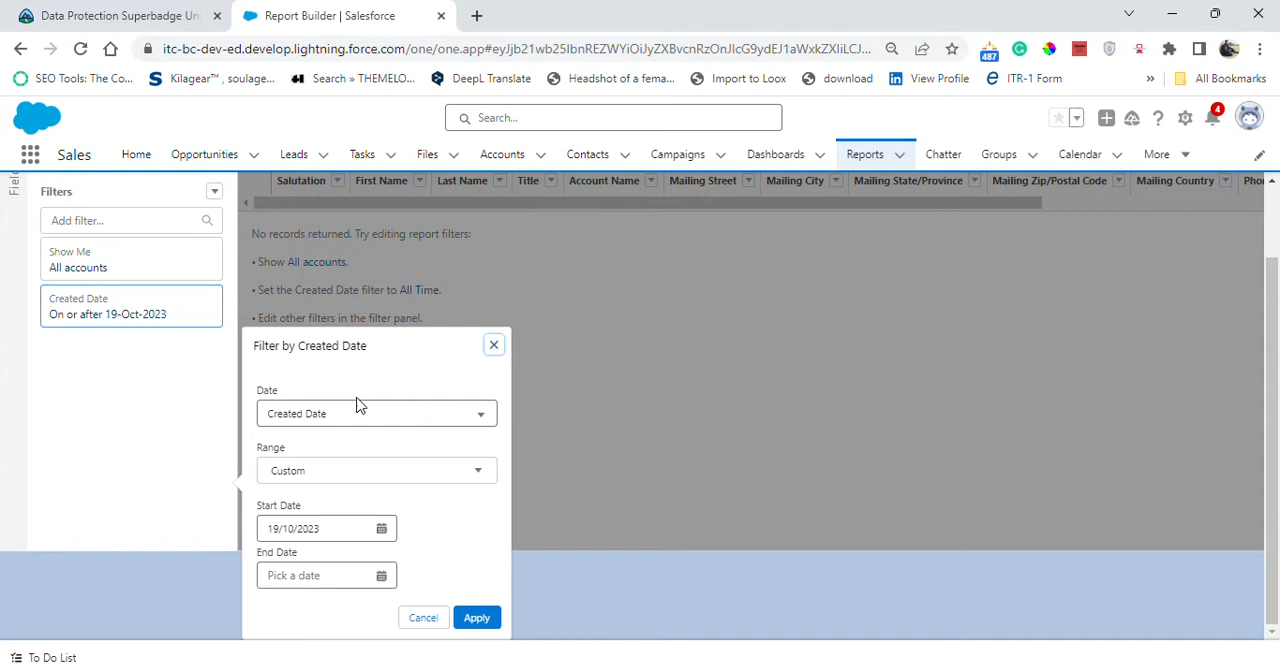 Data Protection Superbadge Un
Report Builder | Salesforce
itc-bc-dev-ed.develop.lightning.force.com/one/one.app#eyJjb21wb25lbnREZWYiOiJyZXBvcnRzOnJlcG9ydEJ1aWxkZXIiLCJ...
487
SEO Tools: The Co...
Kilagear™, soulage...
Search » THEMELO...
DeepL Translate
Headshot of a fema...
Import to Loox
download
View Profile
ITR-1 Form
»
All Bookmarks
Search...
4
Sales
Home
Opportunities
Leads
Tasks
Files
Accounts
Contacts
Campaigns
Dashboards
Reports
Chatter
Groups
Calendar
More
Fiel
Filters
Add filter...
Show Me
All accounts
Created Date
On or after 19-Oct-2023
Salutation
First Name
Last Name
Title
Account Name
Mailing Street
Mailing City
Mailing State/Province
Mailing Zip/Postal Code
Mailing Country
Pho
No records returned. Try editing report filters:
• Show All accounts.
• Set the Created Date filter to All Time.
• Edit other filters in the filter panel.
Filter by Created Date
Date
Created Date
Range
Custom
Start Date
19/10/2023
End Date
Pick a date
Cancel
Apply
To Do List